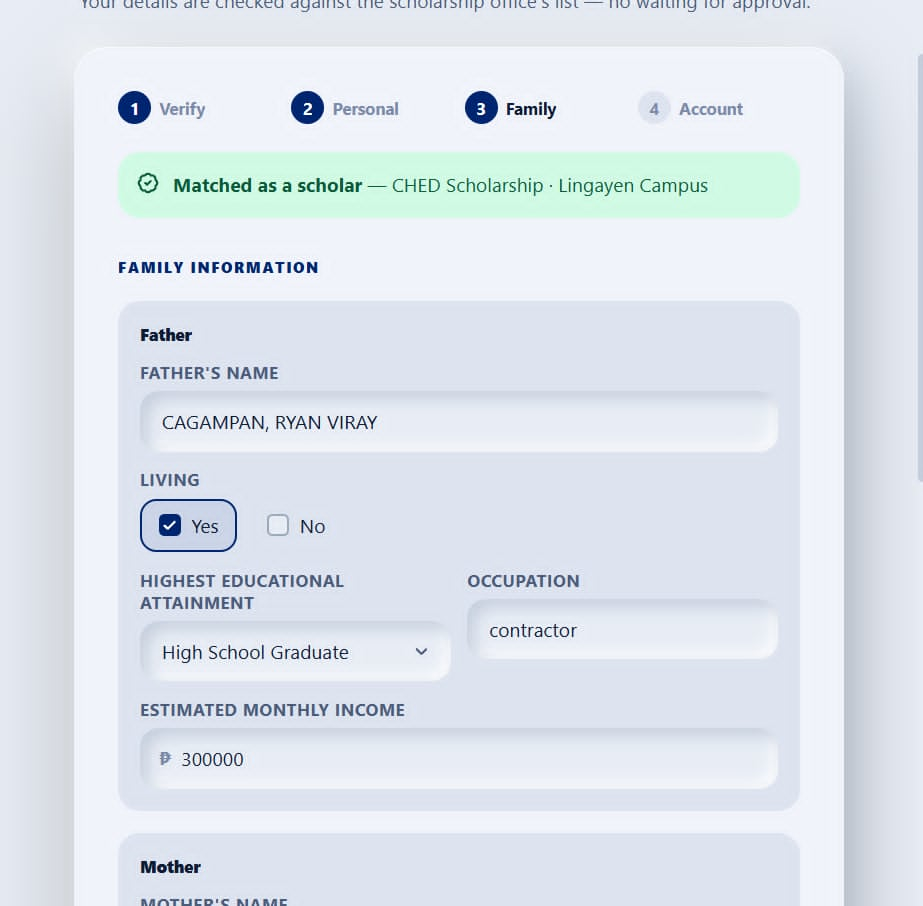 Your details are checked against the scholarship office's list — no waiting for approval.
1 Verify 2 Personal 3 Family 4 Account
Matched as a scholar — CHED Scholarship · Lingayen Campus
FAMILY INFORMATION
Father
FATHER'S NAME
CAGAMPAN, RYAN VIRAY
LIVING
Yes No
HIGHEST EDUCATIONAL
ATTAINMENT
High School Graduate
OCCUPATION
contractor
ESTIMATED MONTHLY INCOME
₱ 300000
Mother
MOTHER'S NAME